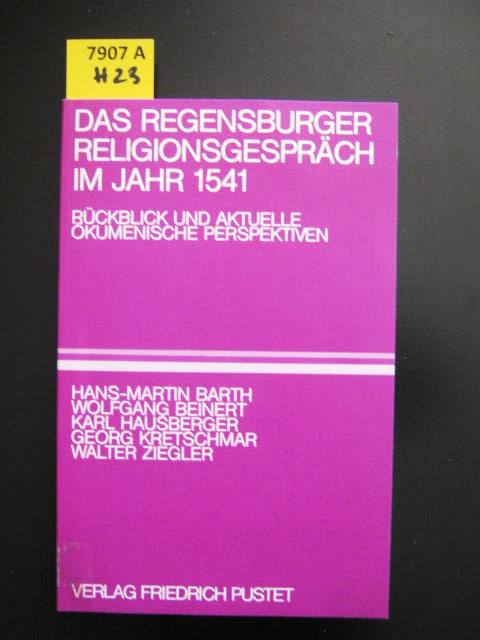 7907 A
H23
DAS REGENSBURGER
RELIGIONSGESPRÄCH
IM JAHR 1541
RÜCKBLICK UND AKTUELLE
ÖKUMENISCHE PERSPEKTIVEN
HANS-MARTIN BARTH
WOLFGANG BEINERT
KARL HAUSBERGER
GEORG KRETSCHMAR
WALTER ZIEGLER
VERLAG FRIEDRICH PUSTET